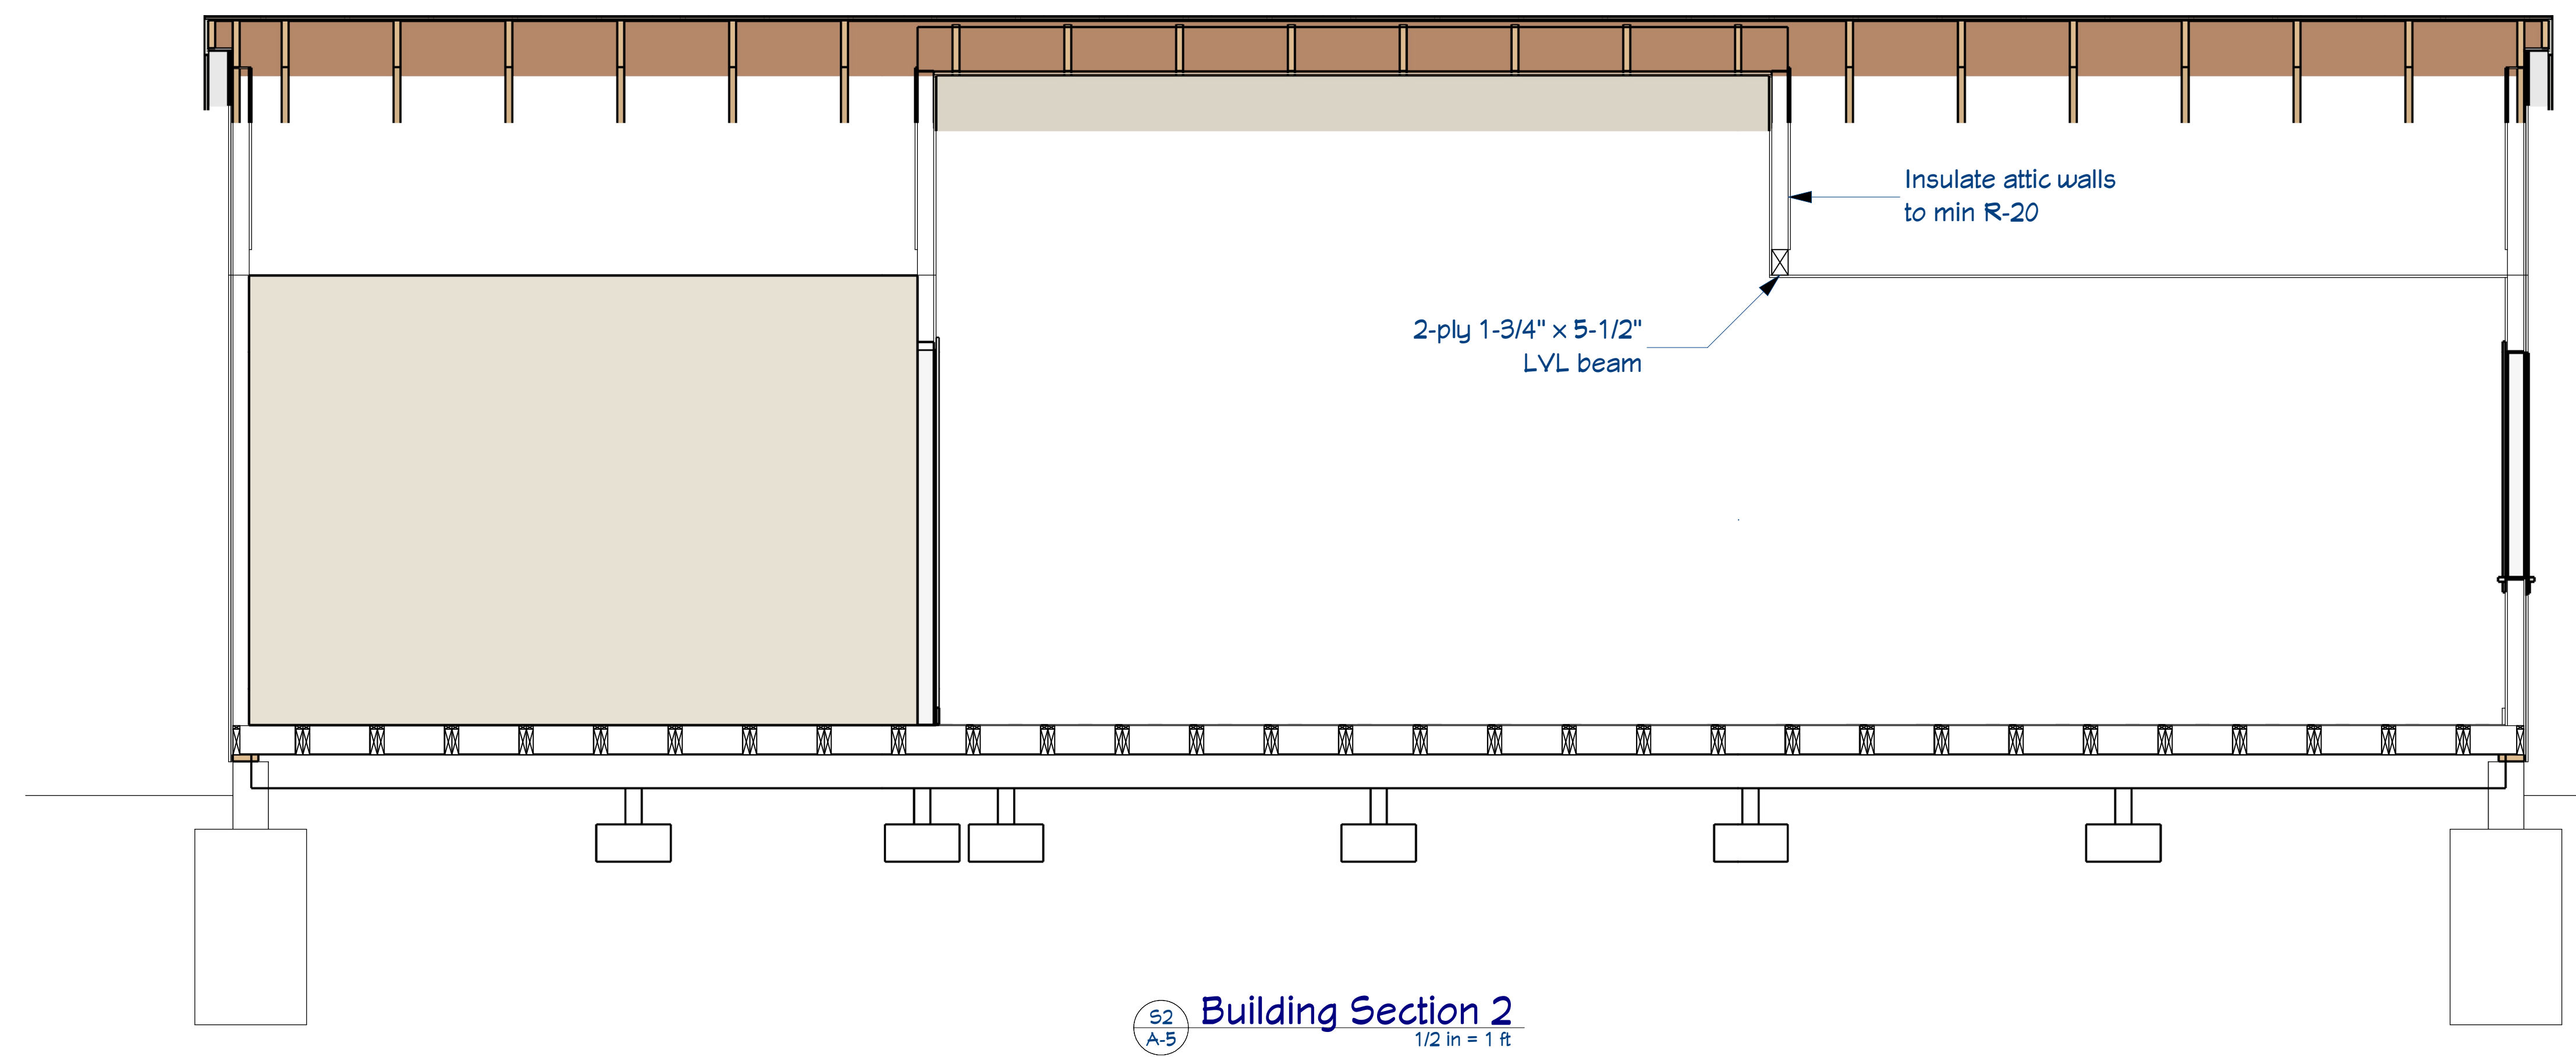 Insulate attic walls
to min R-20
2-ply 1-3/4" x 5-1/2"
LVL beam
S2
A-5
Building Section 2
1/2 in = 1 ft